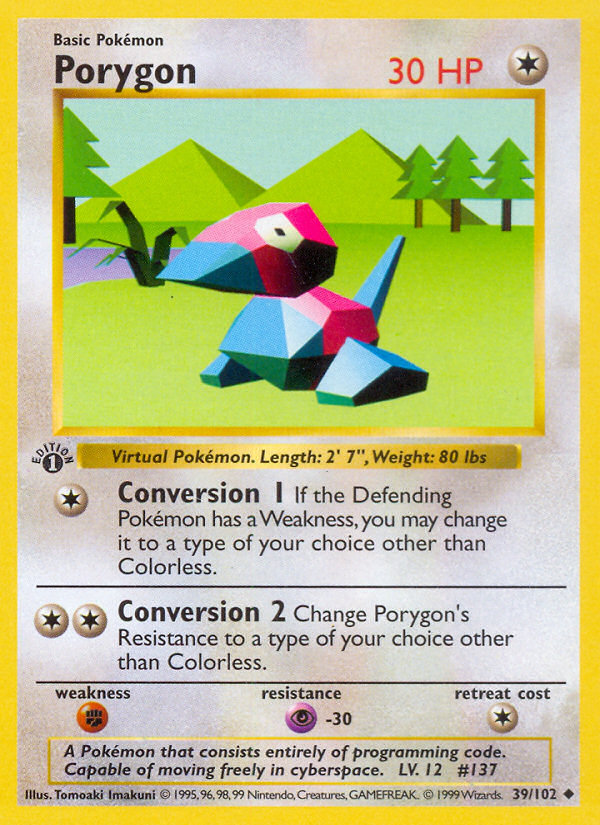 Basic Pokémon
Porygon 30 HP
EDITION 1
Virtual Pokémon. Length: 2' 7", Weight: 80 lbs
Conversion 1 If the Defending
Pokémon has a Weakness, you may change
it to a type of your choice other than
Colorless.
Conversion 2 Change Porygon's
Resistance to a type of your choice other
than Colorless.
weakness resistance retreat cost
-30
A Pokémon that consists entirely of programming code.
Capable of moving freely in cyberspace. LV. 12 #137
Illus. Tomoaki Imakuni © 1995, 96, 98, 99 Nintendo, Creatures, GAMEFREAK. © 1999 Wizards. 39/102